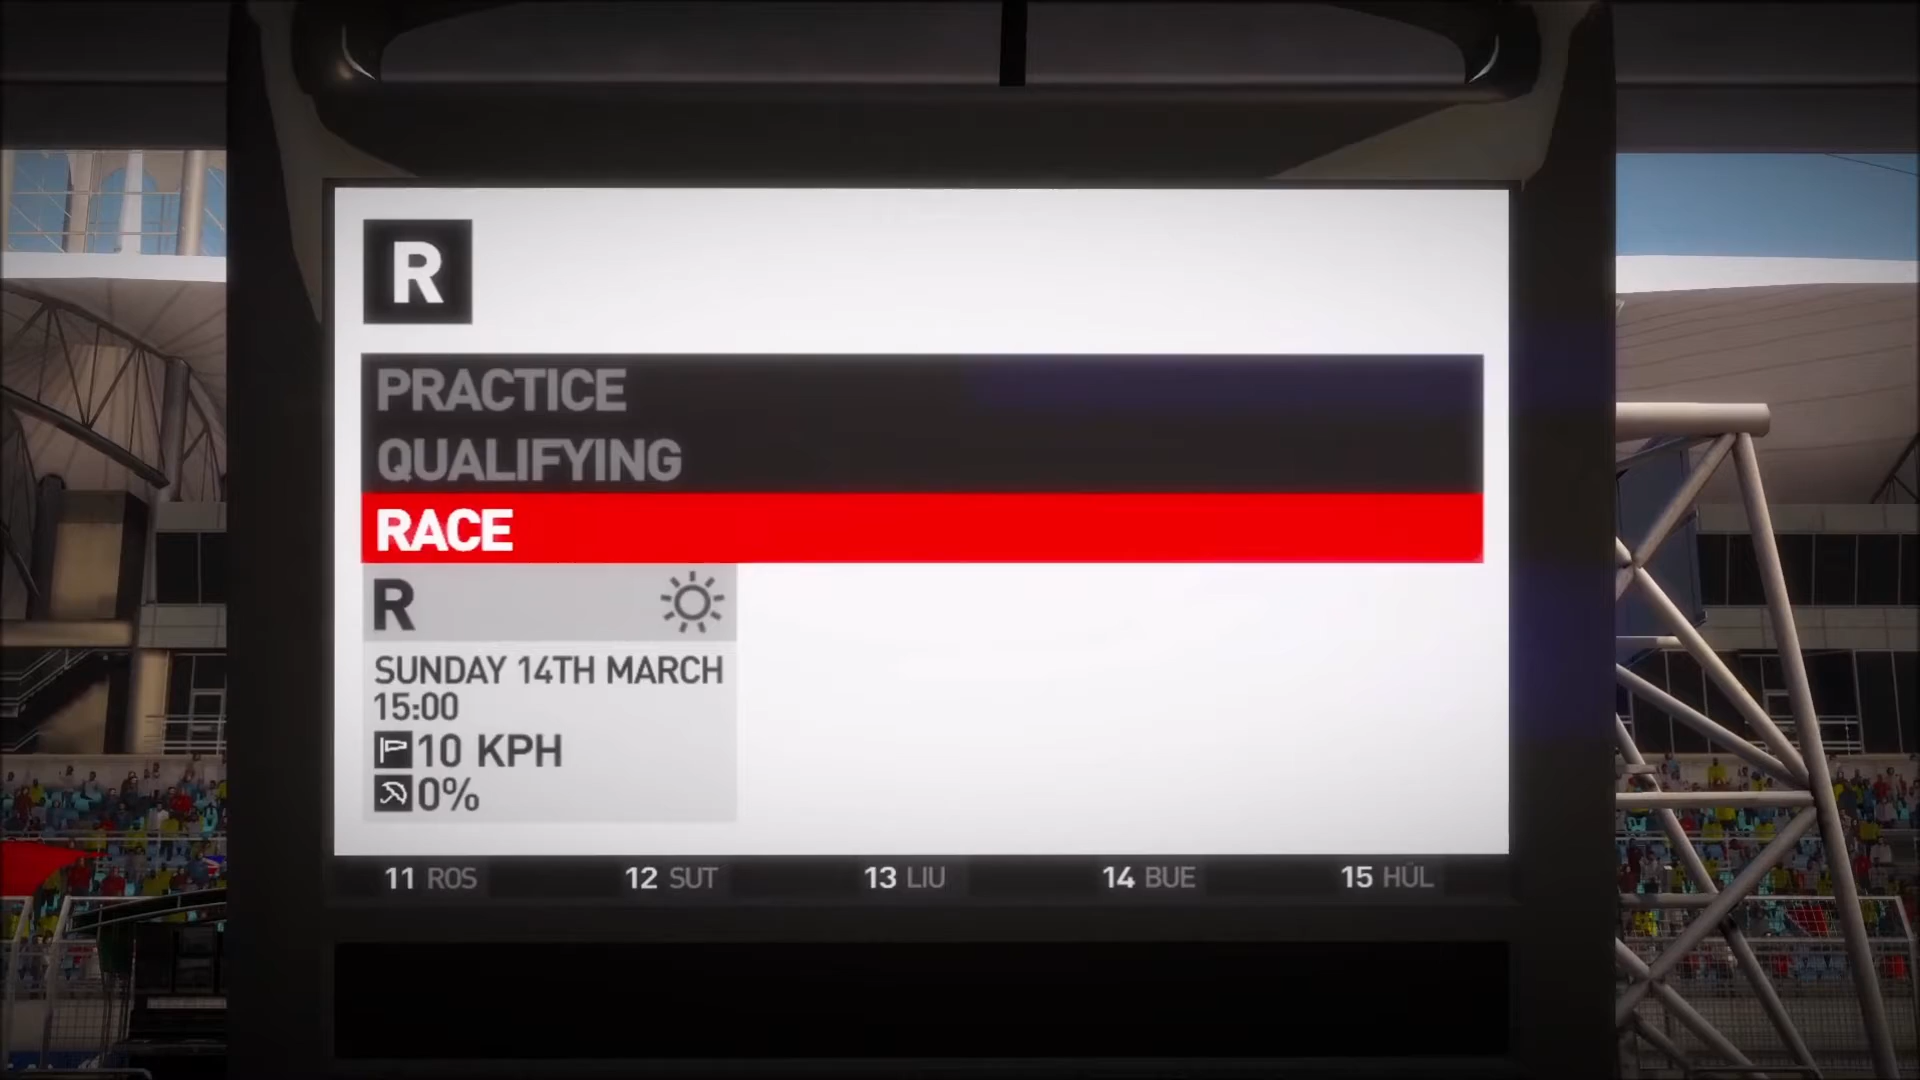 R
PRACTICE
QUALIFYING
RACE
R
SUNDAY 14TH MARCH
15:00
10 KPH
0%
11 ROS 12 SUT 13 LIU 14 BUE 15 HÜL